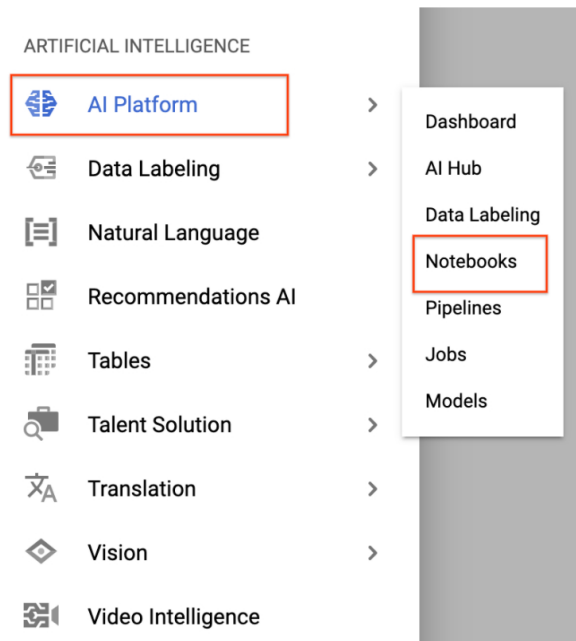 ARTIFICIAL INTELLIGENCE
AI Platform
Data Labeling
Natural Language
Recommendations AI
Tables
Talent Solution
Translation
Vision
Video Intelligence
Dashboard
AI Hub
Data Labeling
Notebooks
Pipelines
Jobs
Models